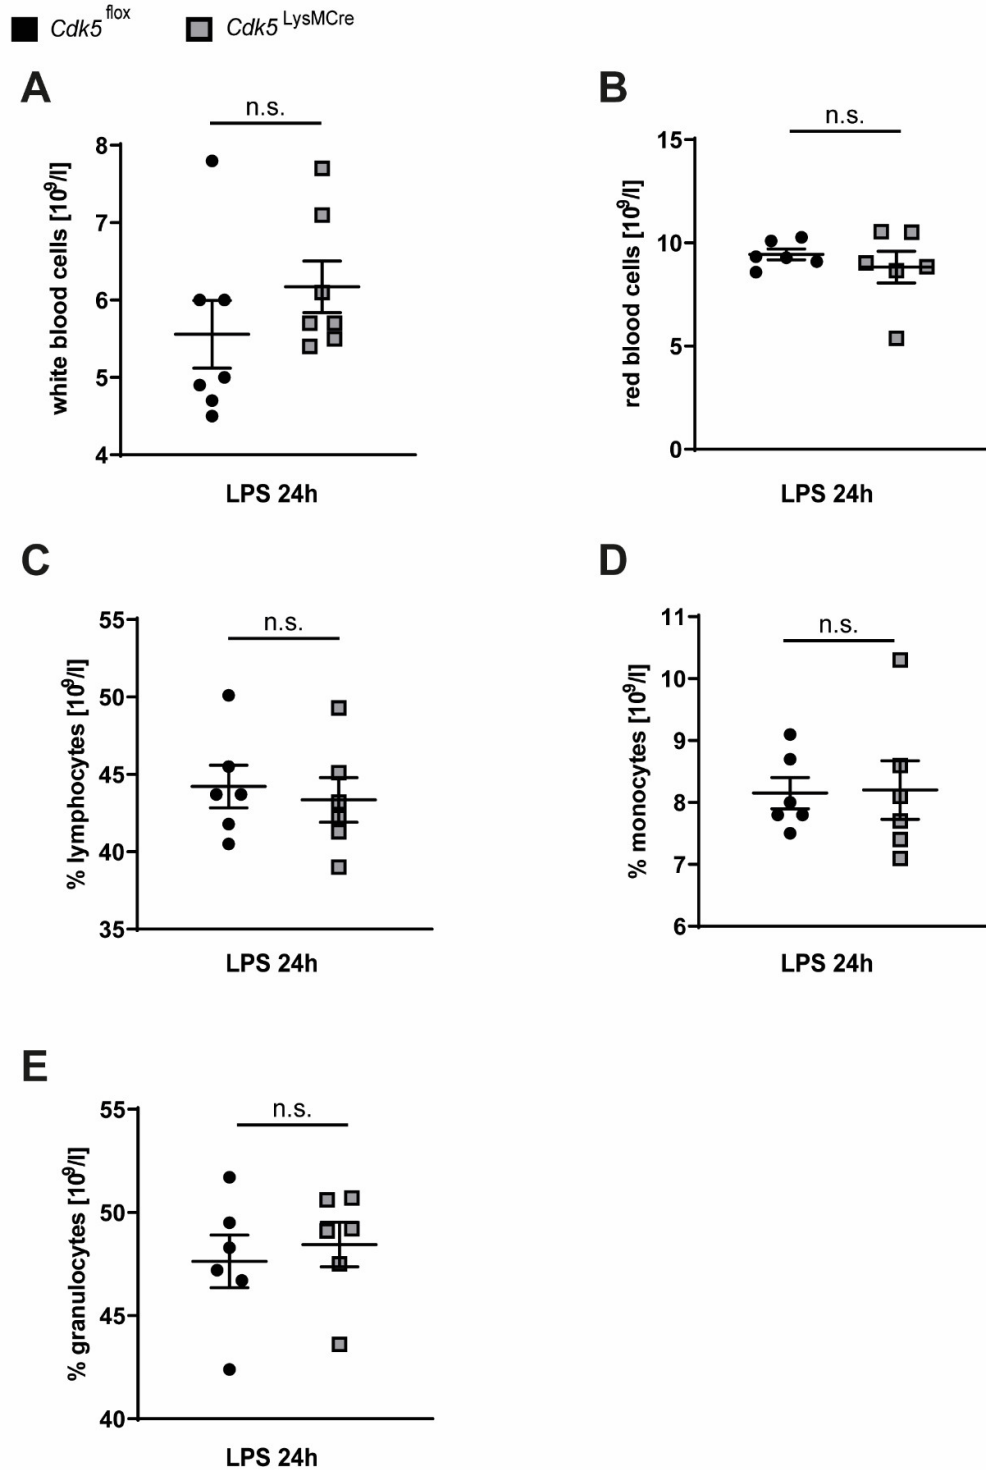 Cdk5 flox Cdk5 LysMCre
A
n.s.
white blood cells [10⁹/l]
8
7
6
5
4
LPS 24h
B
n.s.
red blood cells [10⁹/l]
15
10
5
0
LPS 24h
C
n.s.
% lymphocytes [10⁹/l]
55
50
45
40
35
LPS 24h
D
n.s.
% monocytes [10⁹/l]
11
10
9
8
7
6
LPS 24h
E
n.s.
% granulocytes [10⁹/l]
55
50
45
40
LPS 24h